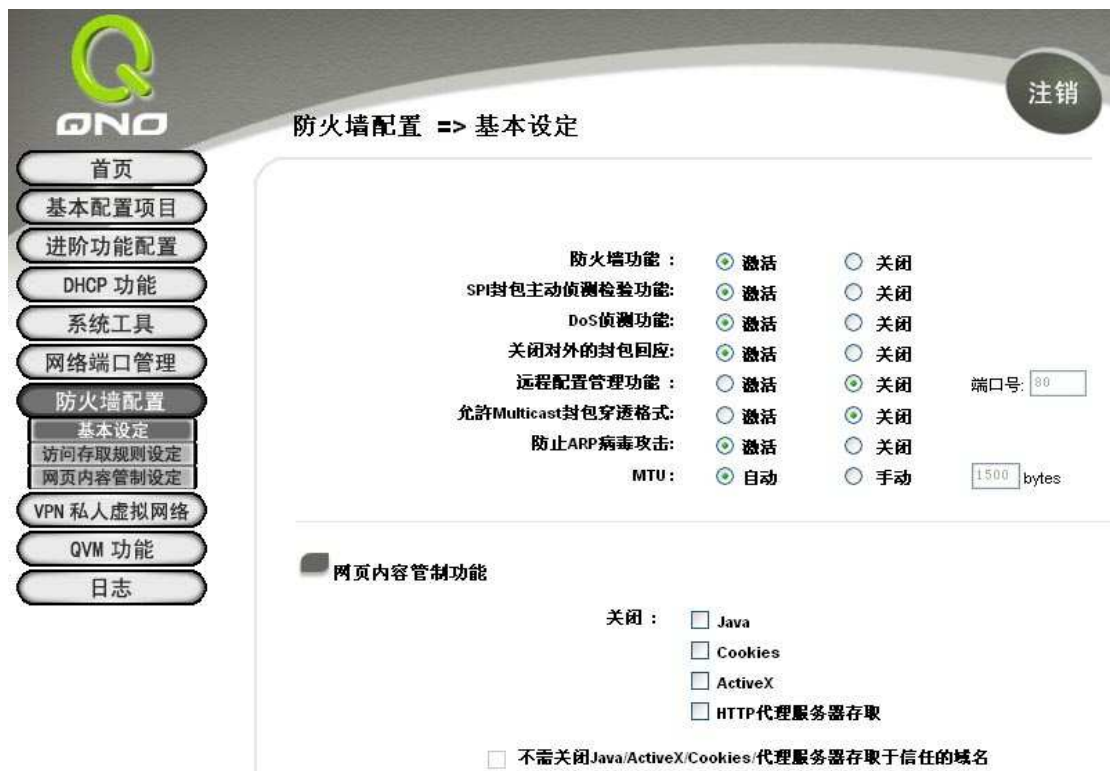 QNO
注销
防火墙配置 => 基本设定
首页
基本配置项目
进阶功能配置
DHCP 功能
系统工具
网络端口管理
防火墙配置
基本设定
访问存取规则设定
网页内容管制设定
VPN 私人虚拟网络
QVM 功能
日志
防火墙功能 : 激活 关闭
SPI封包主动侦测检验功能: 激活 关闭
DoS侦测功能: 激活 关闭
关闭对外的封包回应: 激活 关闭
远程配置管理功能 : 激活 关闭 端口号: 80
允許Multicast封包穿透格式: 激活 关闭
防止ARP病毒攻击: 激活 关闭
MTU : 自动 手动 1500 bytes
网页内容管制功能
关闭 : Java
Cookies
ActiveX
HTTP代理服务器存取
不需关闭Java/ActiveX/Cookies/代理服务器存取于信任的域名